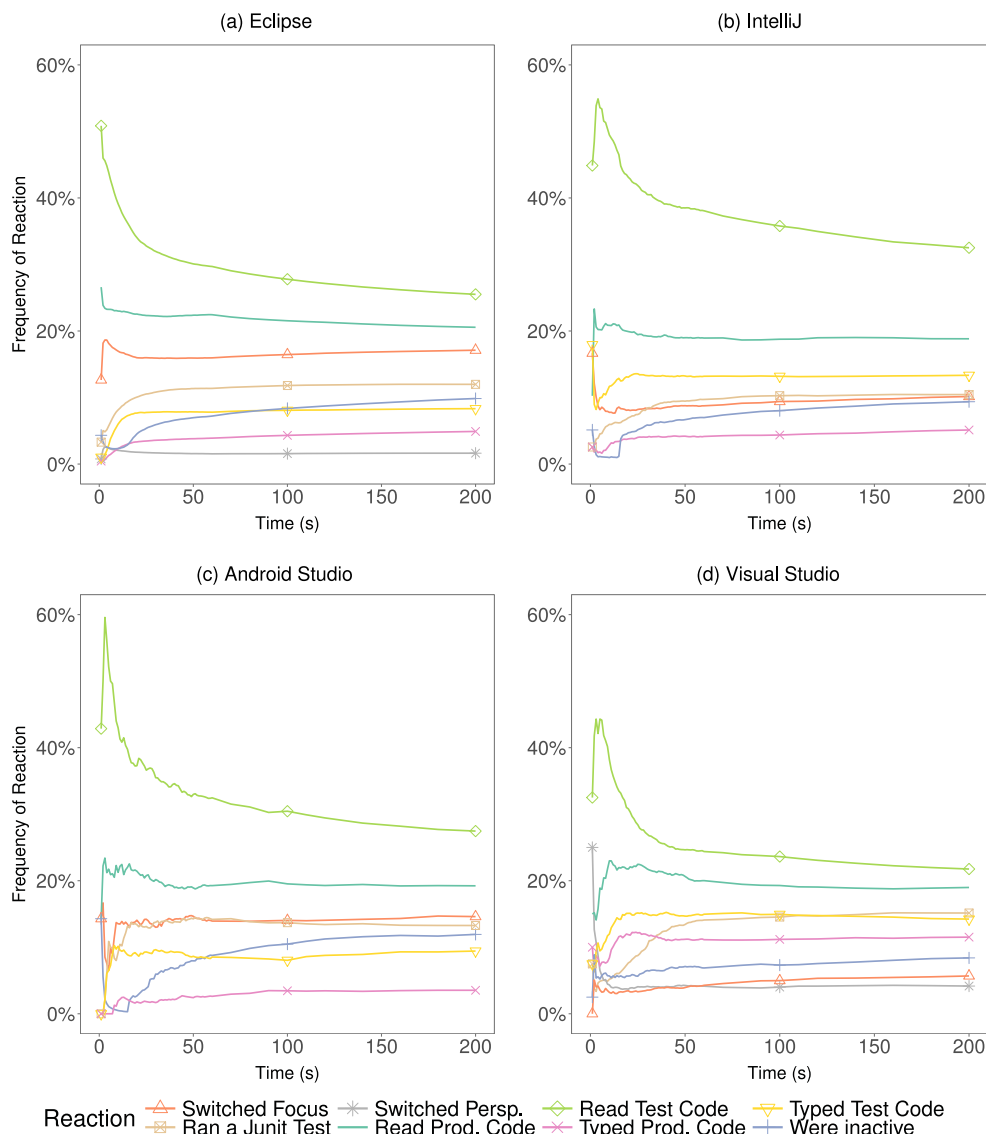 (a) Eclipse
(b) IntelliJ
Frequency of Reaction
60%
40%
20%
0%
0 50 100 150 200
Time (s)
60%
40%
20%
0%
0 50 100 150 200
Time (s)
(c) Android Studio
(d) Visual Studio
Frequency of Reaction
60%
40%
20%
0%
0 50 100 150 200
Time (s)
Frequency of Reaction
60%
40%
20%
0%
0 50 100 150 200
Time (s)
Reaction
Switched Focus Switched Persp. Read Test Code Typed Test Code
Ran a Junit Test Read Prod. Code Typed Prod. Code Were inactive